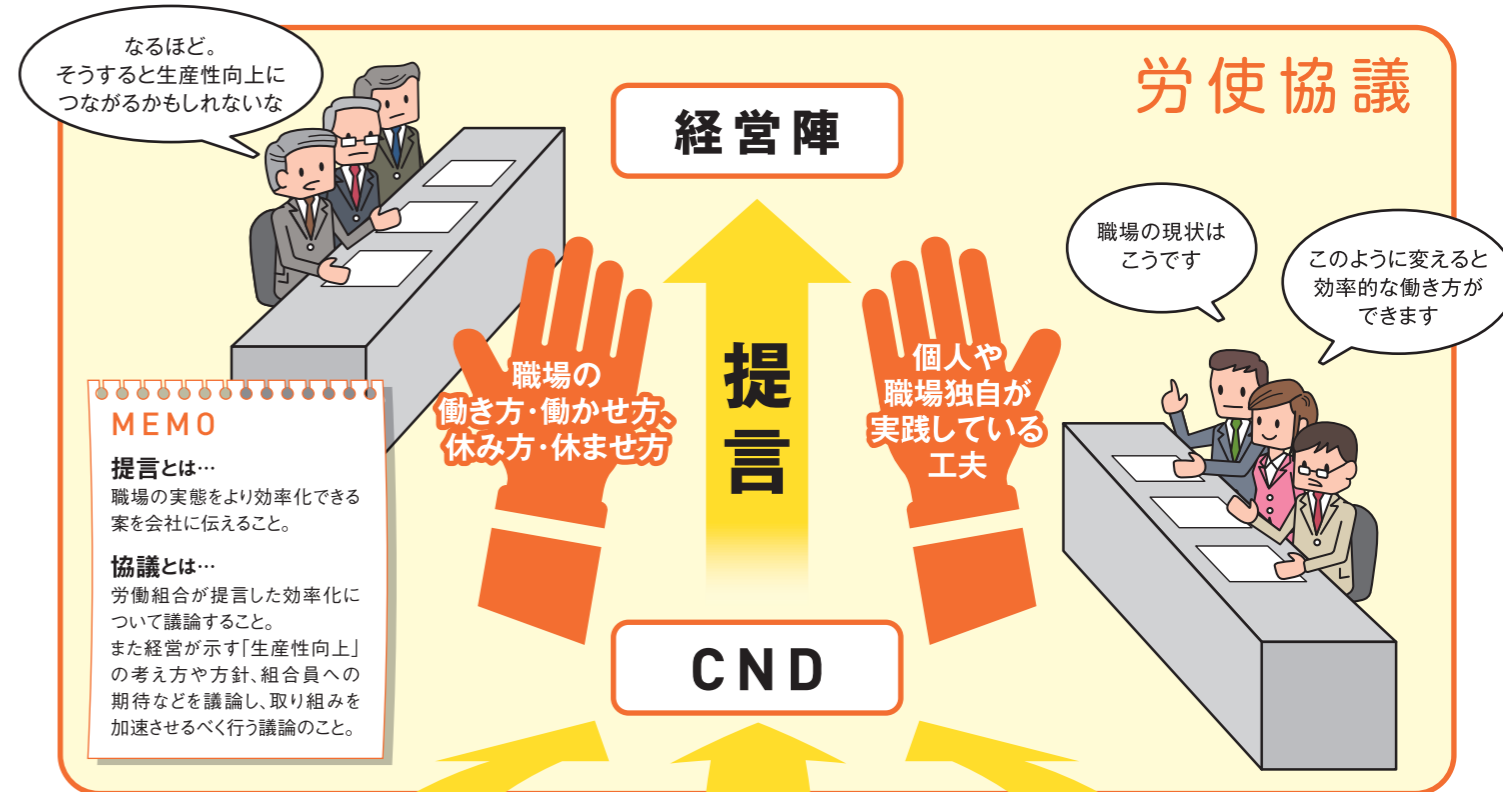 労使協議
なるほど。
そうすると生産性向上に
つながるかもしれないな
経営陣
職場の現状は
こうです
このように変えると
効率的な働き方が
できます
職場の
働き方・働かせ方、
休み方・休ませ方
提言
個人や
職場独自が
実践している
工夫
MEMO
提言とは…
職場の実態をより効率化できる
案を会社に伝えること。
協議とは…
労働組合が提言した効率化に
ついて議論すること。
また経営が示す「生産性向上」
の考え方や方針、組合員への
期待などを議論し、取り組みを
加速させるべく行う議論のこと。
CND